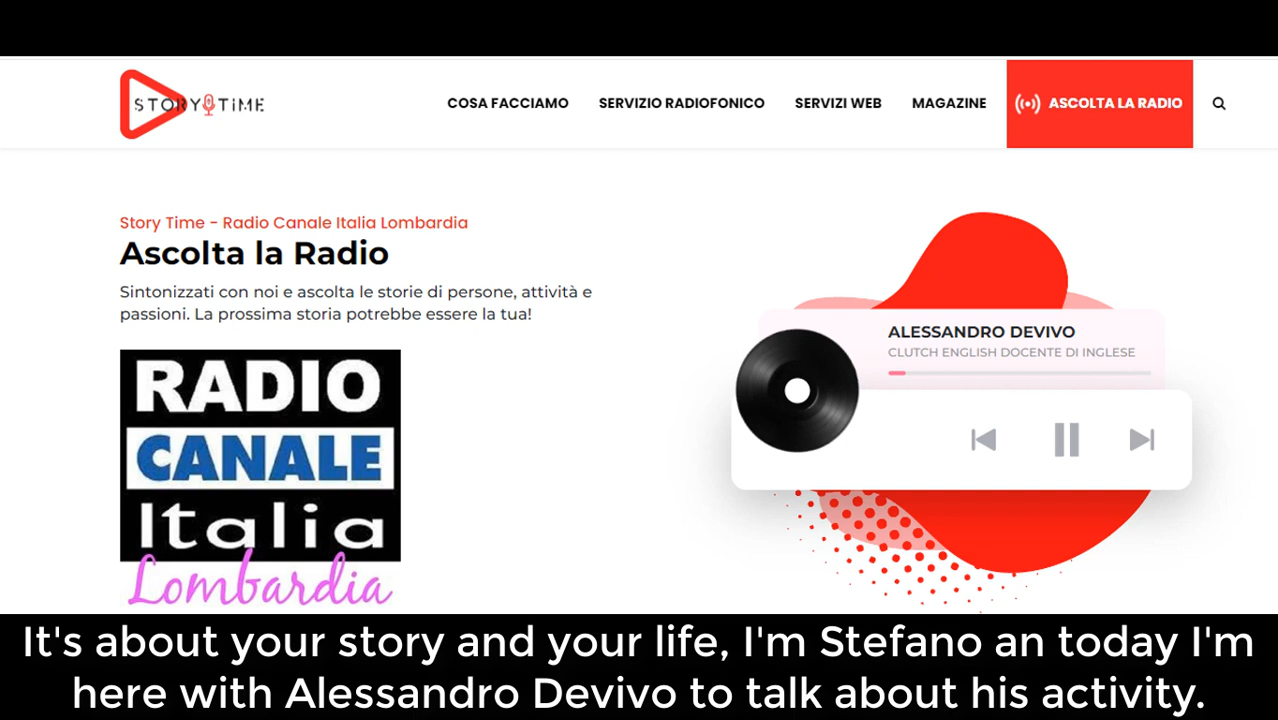 STORY TiME
COSA FACCIAMO
SERVIZIO RADIOFONICO
SERVIZI WEB
MAGAZINE
ASCOLTA LA RADIO
Story Time - Radio Canale Italia Lombardia
Ascolta la Radio
Sintonizzati con noi e ascolta le storie di persone, attività e
passioni. La prossima storia potrebbe essere la tua!
RADIO
CANALE
Italia
Lombardia
ALESSANDRO DEVIVO
CLUTCH ENGLISH DOCENTE DI INGLESE
It's about your story and your life, I'm Stefano an today I'm
here with Alessandro Devivo to talk about his activity.